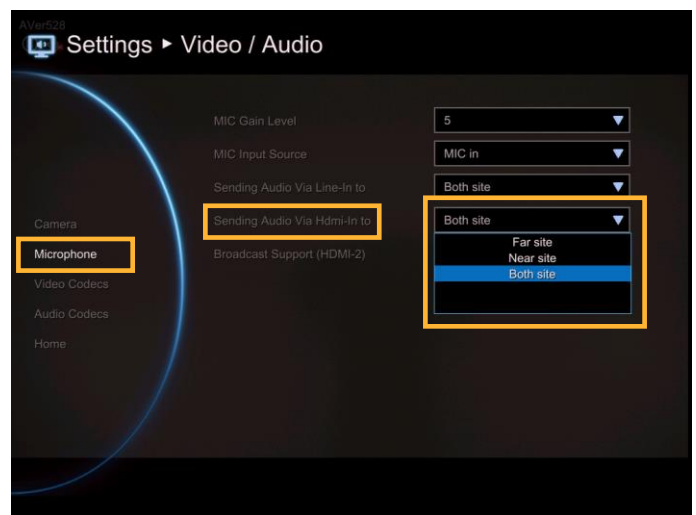 AVer528
Settings ► Video / Audio
MIC Gain Level
5
MIC Input Source
MIC in
Sending Audio Via Line-In to
Both site
Camera
Sending Audio Via Hdmi-In to
Both site
Far site
Near site
Both site
Microphone
Broadcast Support (HDMI-2)
Video Codecs
Audio Codecs
Home